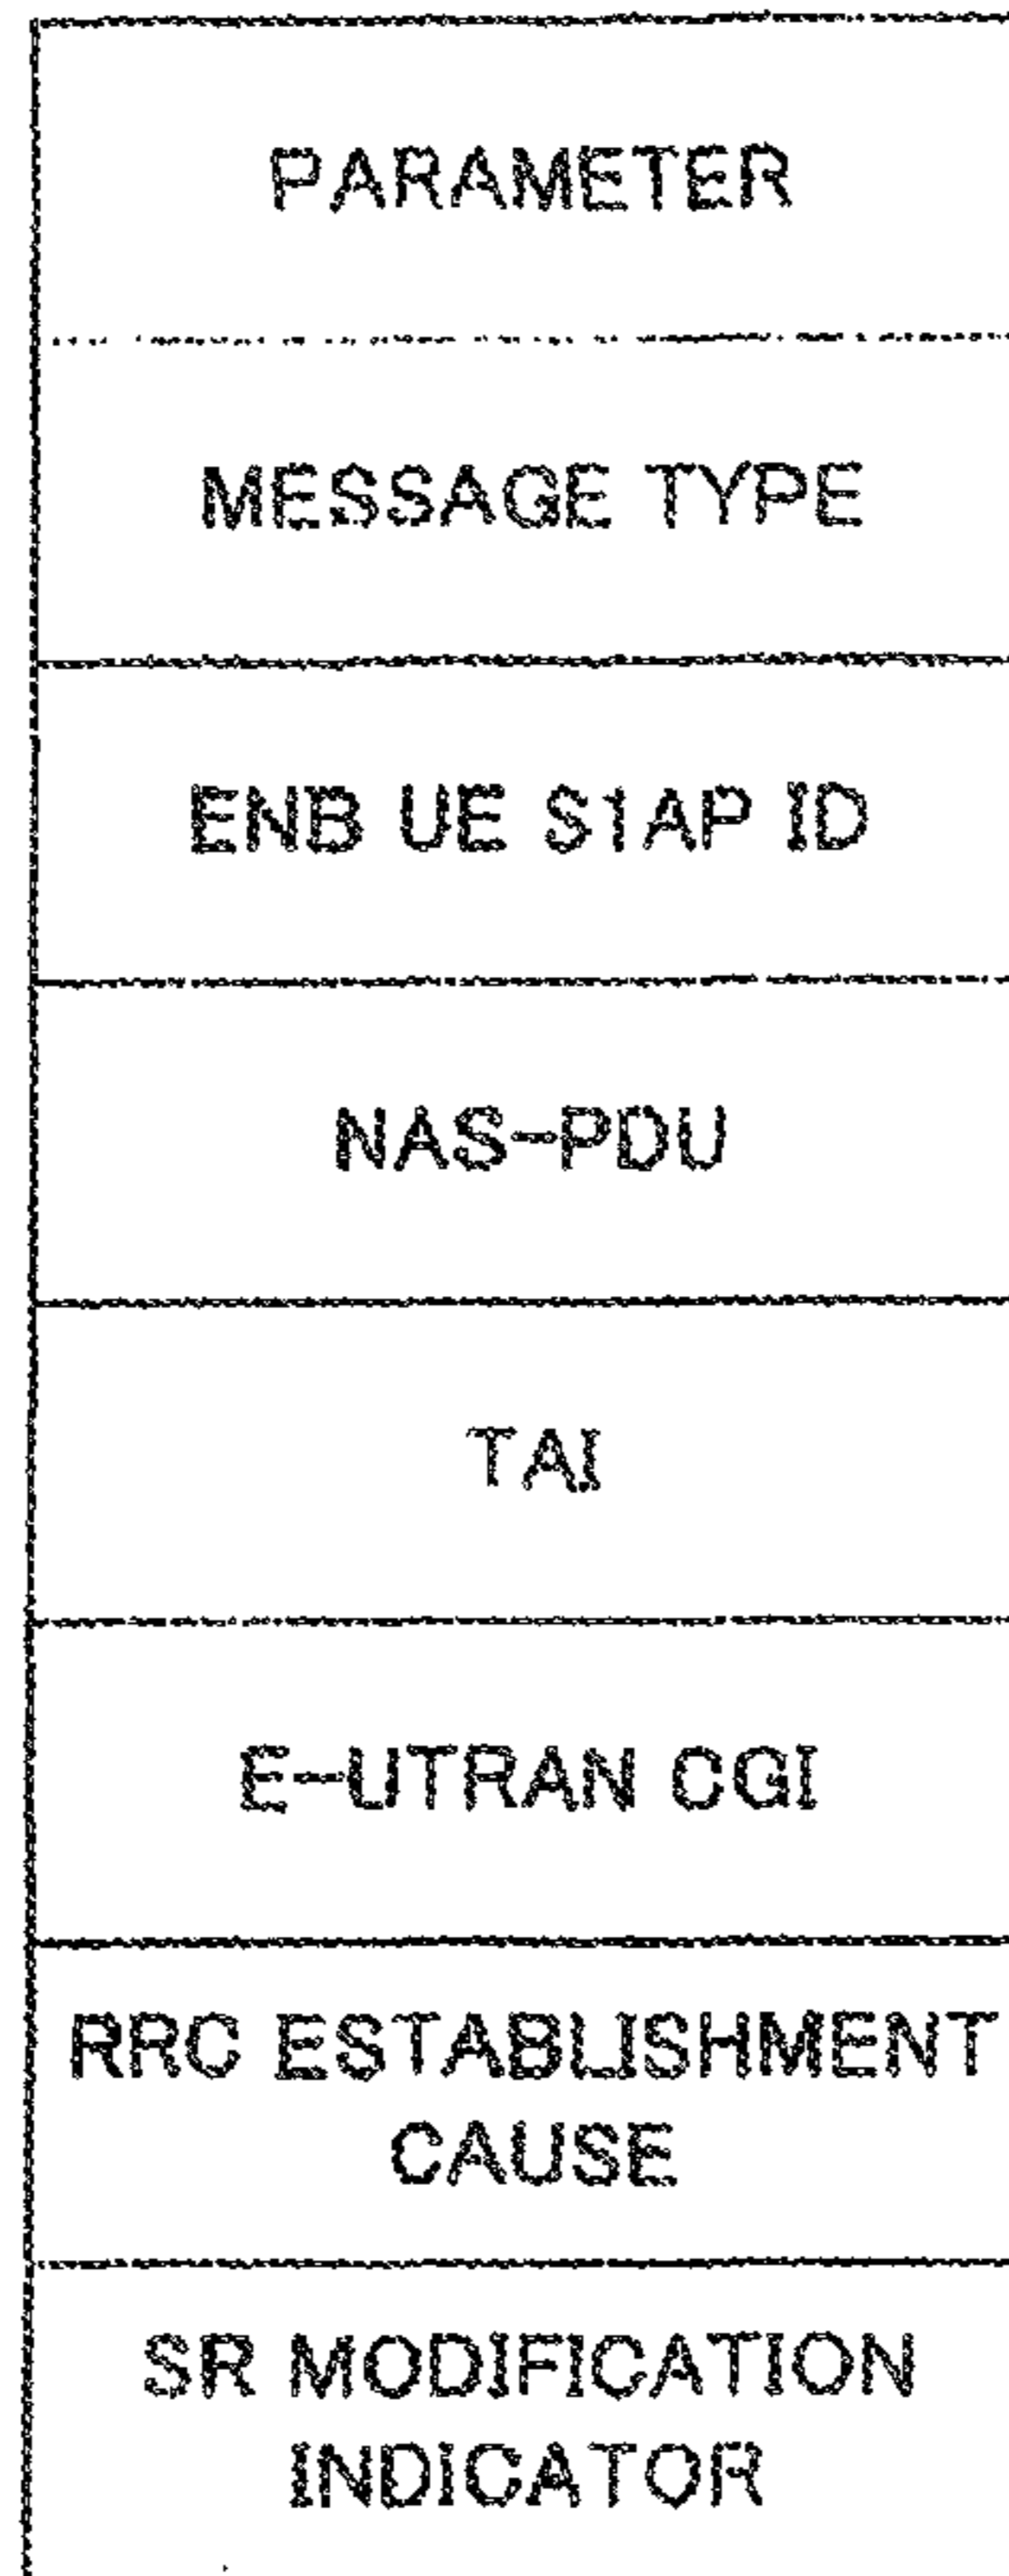 PARAMETER
MESSAGE TYPE
ENB UE S1AP ID
NAS-PDU
TAI
E-UTRAN CGI
RRC ESTABLISHMENT
CAUSE
SR MODIFICATION
INDICATOR